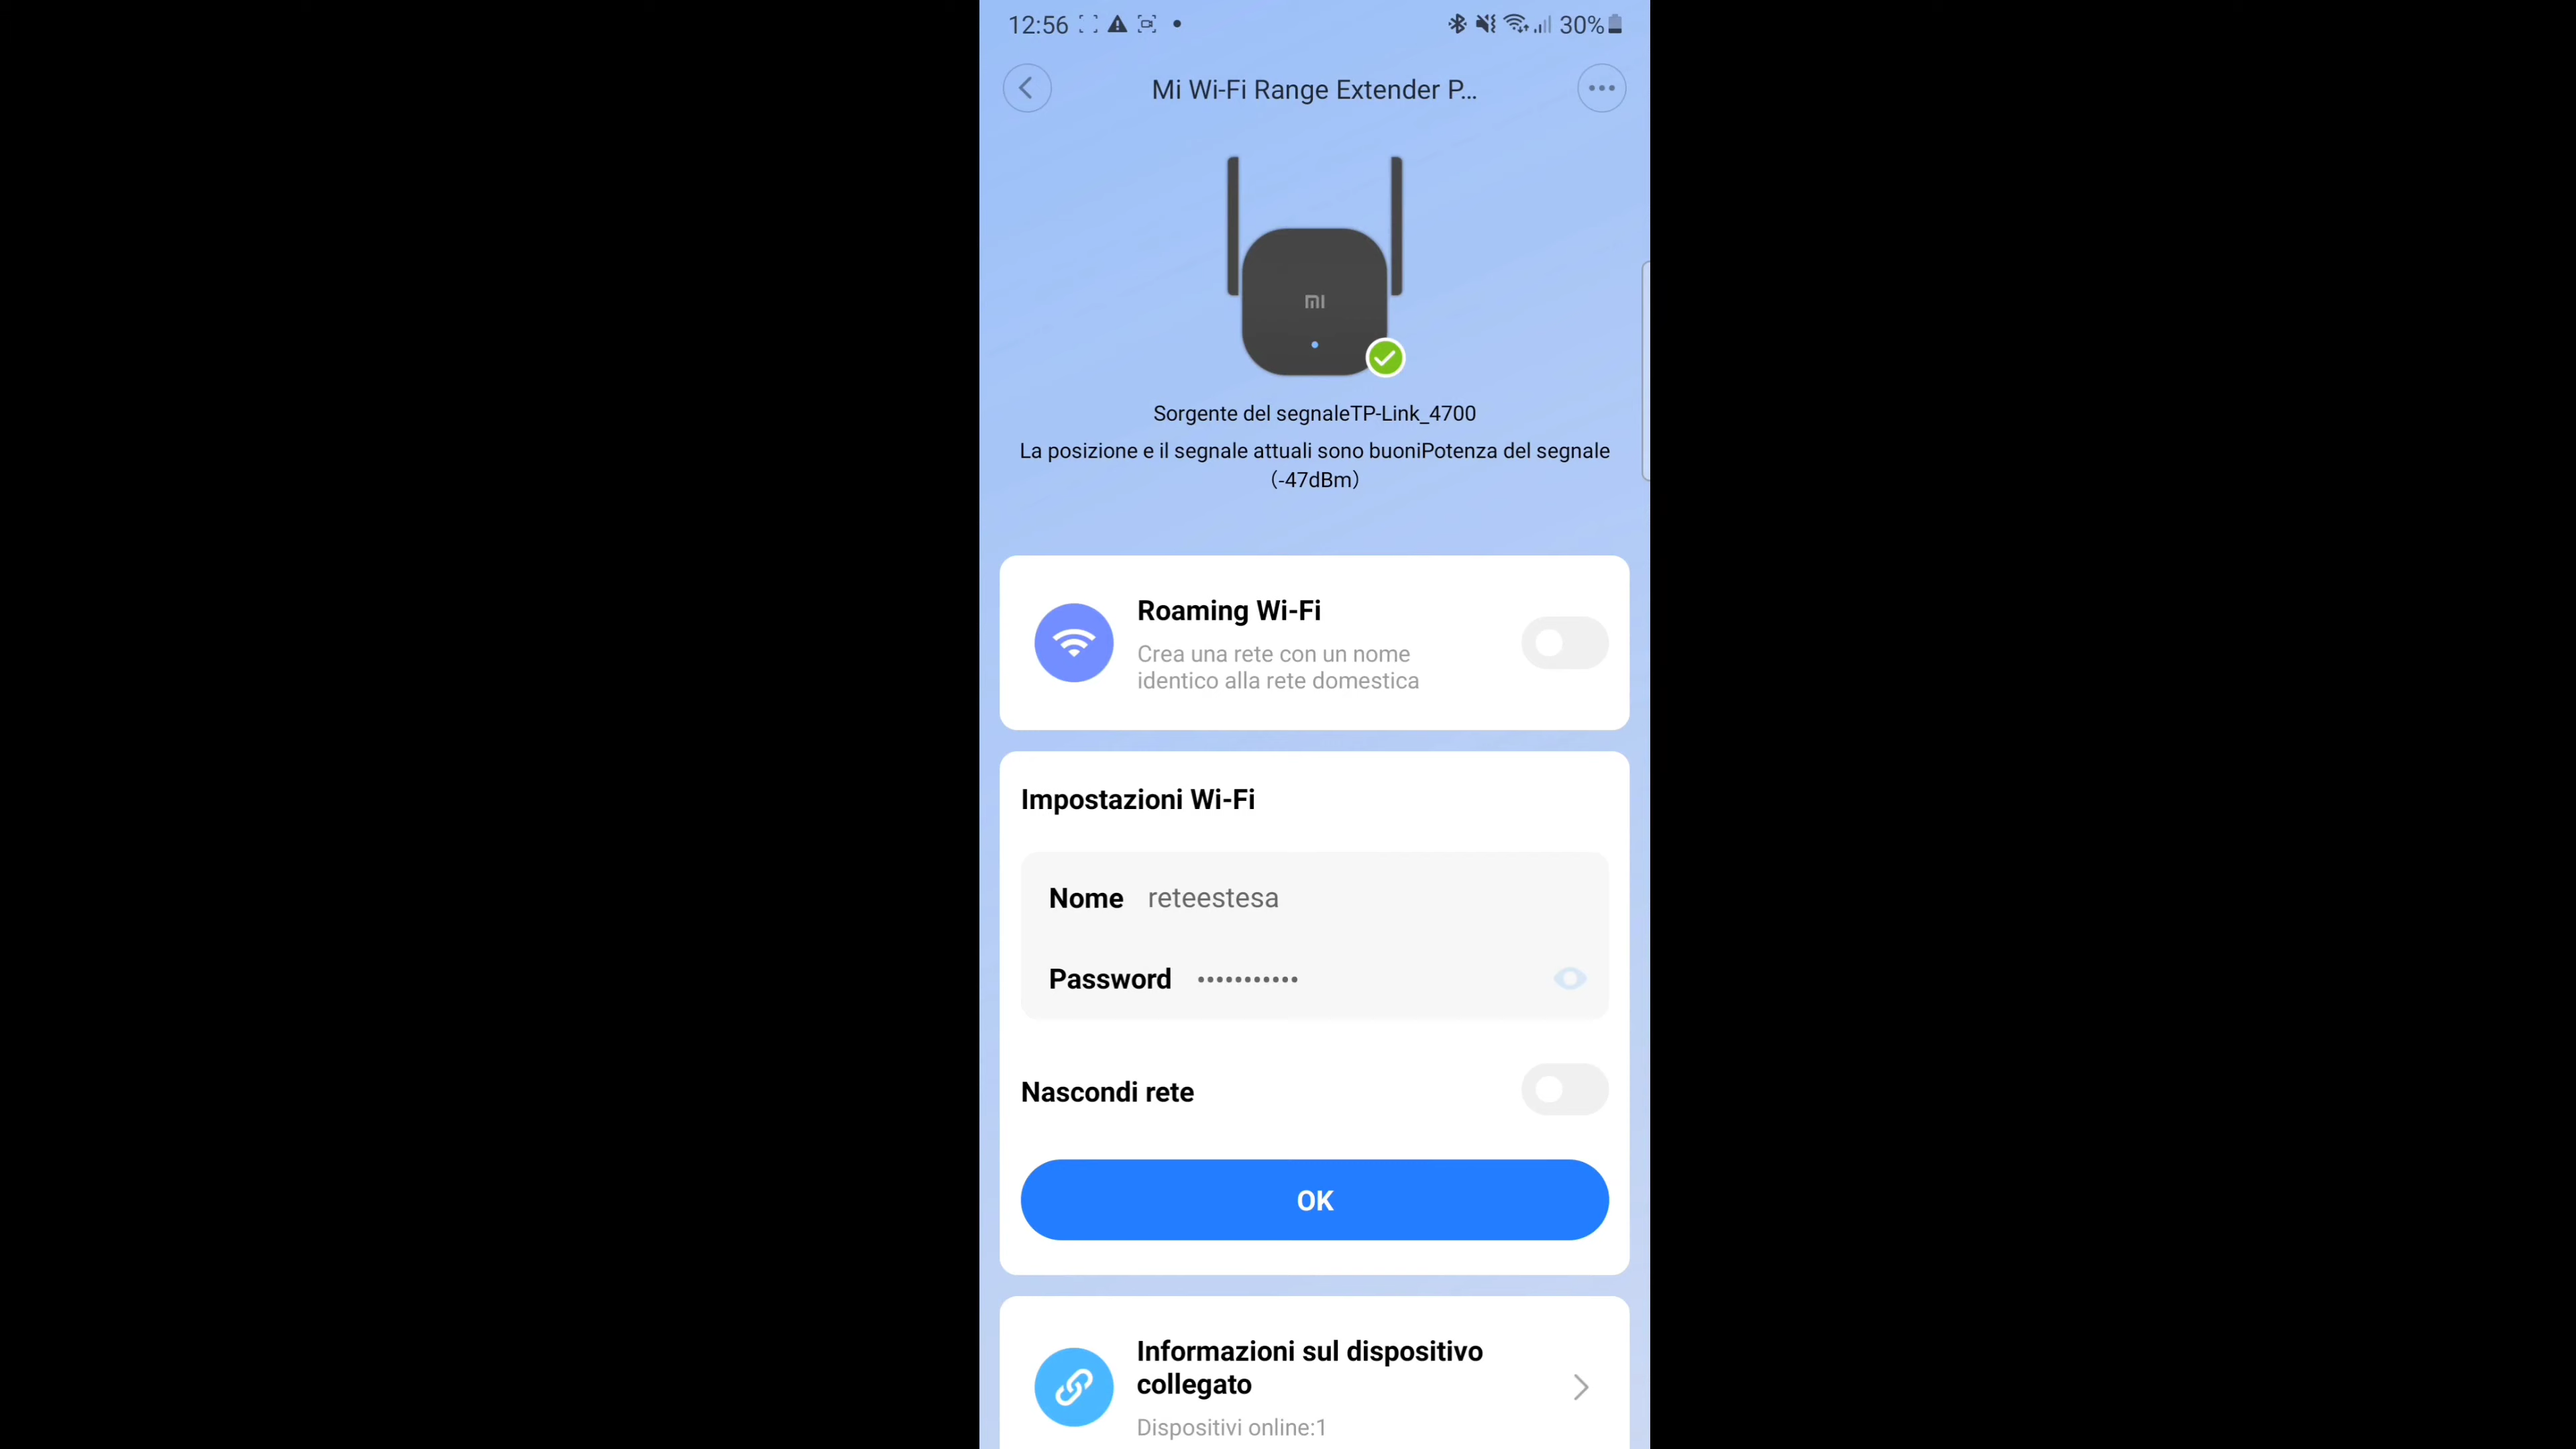 12:56
30%
Mi Wi-Fi Range Extender P...
mi
Sorgente del segnaleTP-Link_4700
La posizione e il segnale attuali sono buoniPotenza del segnale
(-47dBm)
Roaming Wi-Fi
Crea una rete con un nome
identico alla rete domestica
Impostazioni Wi-Fi
Nome reteestesa
Password •••••••••••
Nascondi rete
OK
Informazioni sul dispositivo
collegato
Dispositivi online:1